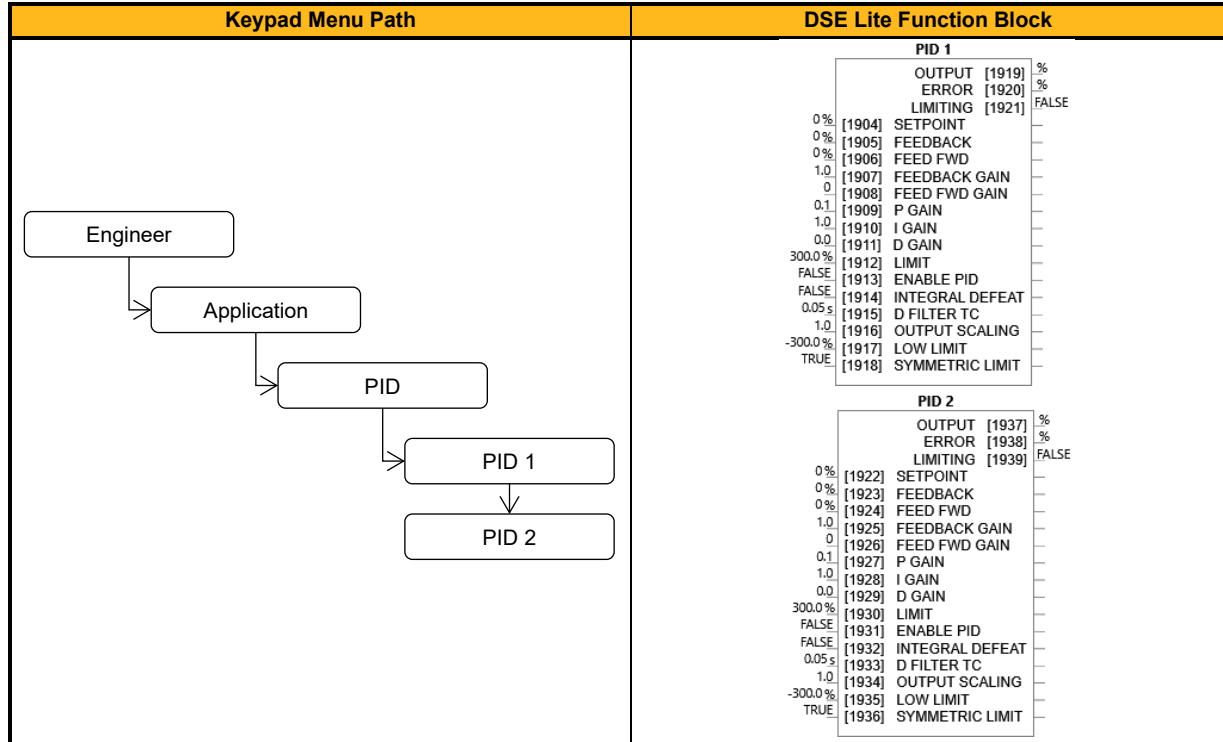 Keypad Menu Path
DSE Lite Function Block
Engineer
Application
PID
PID 1
PID 2
PID 1
OUTPUT [1919] %
ERROR [1920] %
LIMITING [1921] FALSE
0 % [1904] SETPOINT
0 % [1905] FEEDBACK
0 % [1906] FEED FWD
1.0 [1907] FEEDBACK GAIN
0 [1908] FEED FWD GAIN
0.1 [1909] P GAIN
1.0 [1910] I GAIN
0.0 [1911] D GAIN
300.0 % [1912] LIMIT
FALSE [1913] ENABLE PID
FALSE [1914] INTEGRAL DEFEAT
0.05 s [1915] D FILTER TC
1.0 [1916] OUTPUT SCALING
-300.0 % [1917] LOW LIMIT
TRUE [1918] SYMMETRIC LIMIT
PID 2
OUTPUT [1937] %
ERROR [1938] %
LIMITING [1939] FALSE
0 % [1922] SETPOINT
0 % [1923] FEEDBACK
0 % [1924] FEED FWD
1.0 [1925] FEEDBACK GAIN
0 [1926] FEED FWD GAIN
0.1 [1927] P GAIN
1.0 [1928] I GAIN
0.0 [1929] D GAIN
300.0 % [1930] LIMIT
FALSE [1931] ENABLE PID
FALSE [1932] INTEGRAL DEFEAT
0.05 s [1933] D FILTER TC
1.0 [1934] OUTPUT SCALING
-300.0 % [1935] LOW LIMIT
TRUE [1936] SYMMETRIC LIMIT